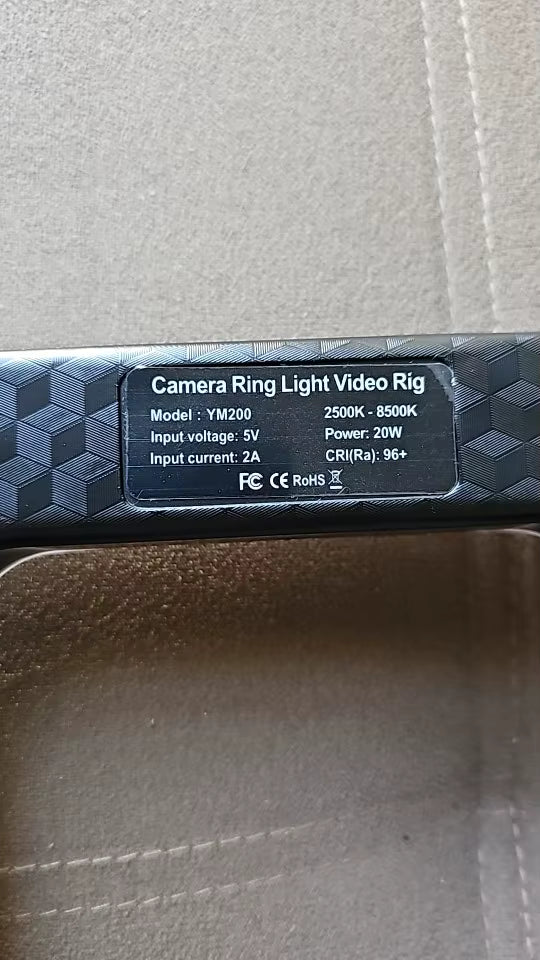 Camera Ring Light Video Rig
Model : YM200
2500K - 8500K
Input voltage: 5V
Power: 20W
Input current: 2A
CRI(Ra): 96+
FC CE RoHS